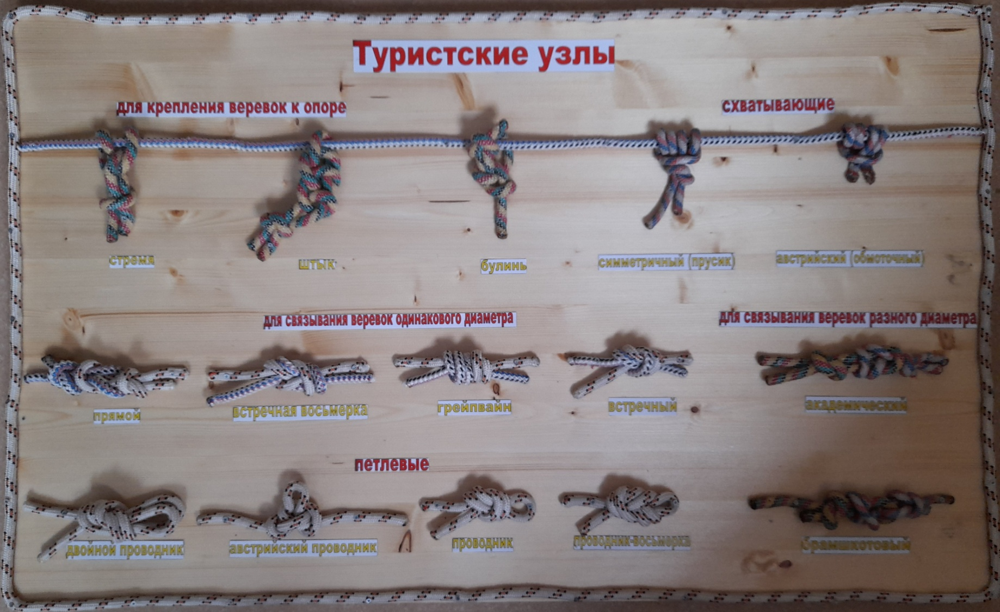 Туристские узлы
для крепления веревок к опоре
схватывающие
стремя
штык
булинь
симметричный (прусик)
австрийский (обмоточный)
для связывания веревок одинакового диаметра
для связывания веревок разного диаметра
прямой
встречная восьмерка
грейпвайн
встречный
академический
петлевые
двойной проводник
австрийский проводник
проводник
проводник-восьмерка
брамшкотовый